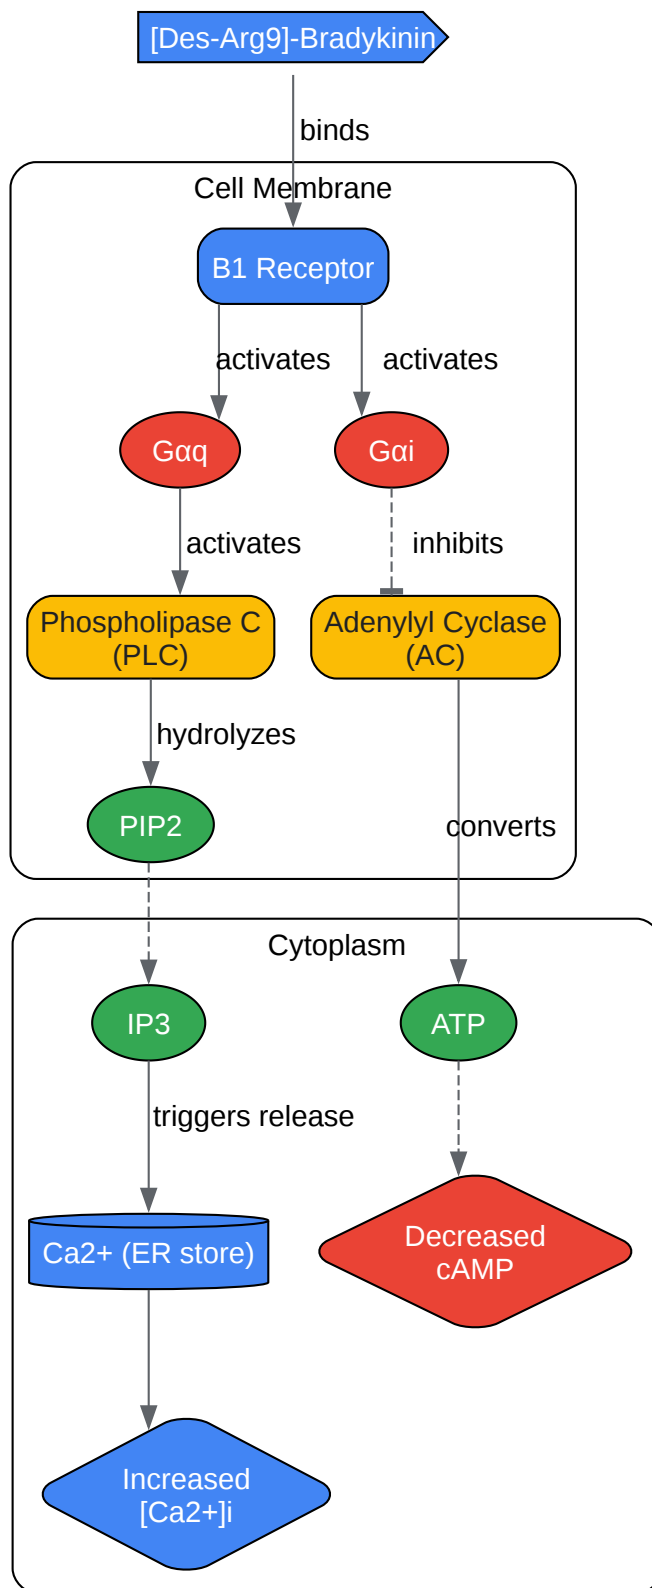 [Des-Arg9]-Bradykinin
binds
Cell Membrane
B1 Receptor
activates
activates
Gαq
Gαi
activates
inhibits
Phospholipase C
(PLC)
Adenylyl Cyclase
(AC)
hydrolyzes
PIP2
converts
Cytoplasm
IP3
ATP
triggers release
Ca2+ (ER store)
Decreased
cAMP
Increased
[Ca2+]i